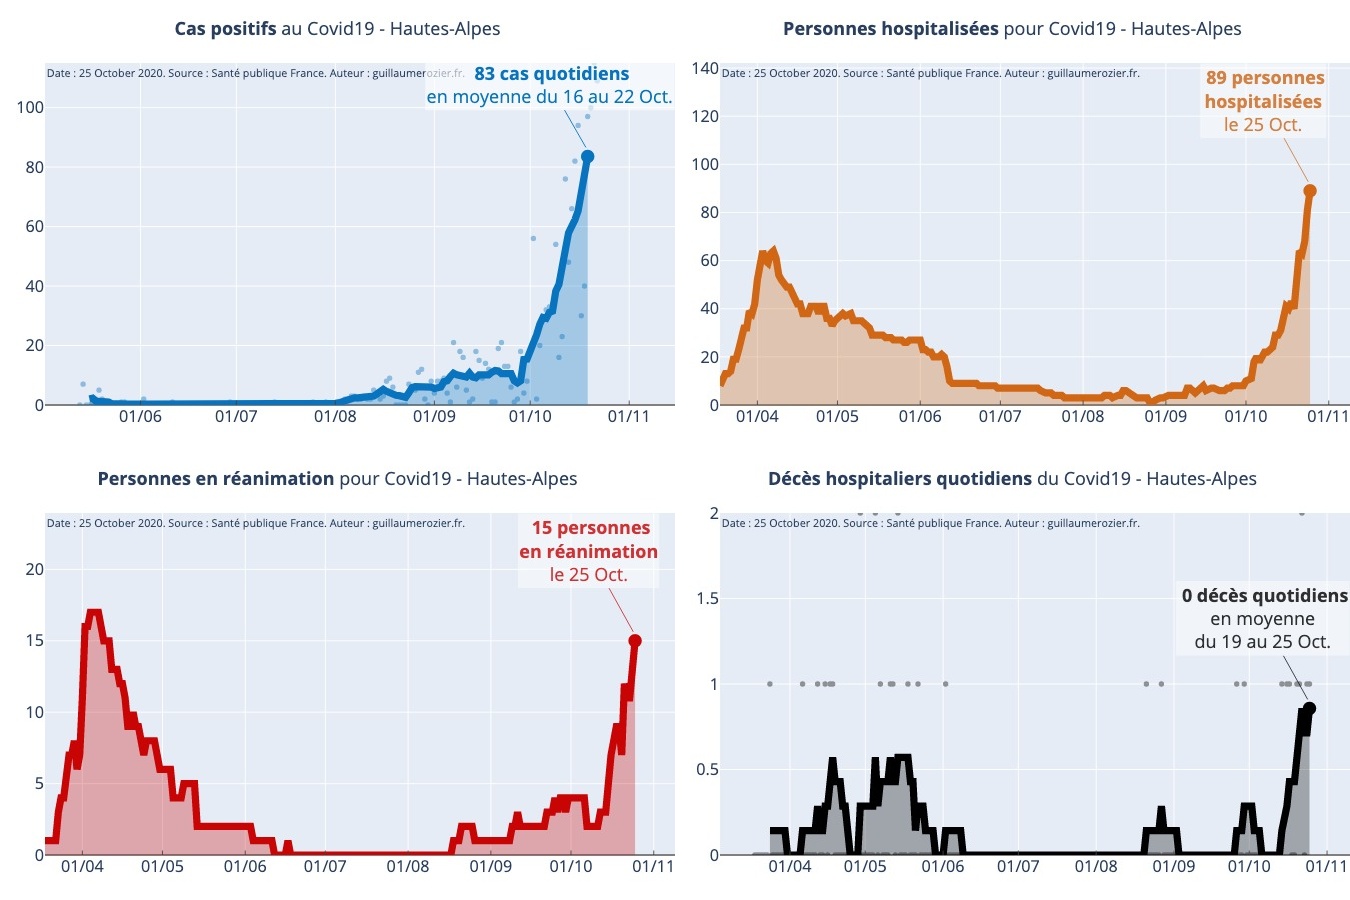 Cas positifs au Covid19 - Hautes-Alpes
Date : 25 October 2020. Source : Santé publique France. Auteur : guillaumerozier.fr.
83 cas quotidiens
en moyenne du 16 au 22 Oct.
100
80
60
40
20
0
01/06 01/07 01/08 01/09 01/10 01/11
Personnes hospitalisées pour Covid19 - Hautes-Alpes
Date : 25 October 2020. Source : Santé publique France. Auteur : guillaumerozier.fr.
89 personnes
hospitalisées
le 25 Oct.
140
120
100
80
60
40
20
0
01/04 01/05 01/06 01/07 01/08 01/09 01/10 01/11
Personnes en réanimation pour Covid19 - Hautes-Alpes
Date : 25 October 2020. Source : Santé publique France. Auteur : guillaumerozier.fr.
15 personnes
en réanimation
le 25 Oct.
20
15
10
5
0
01/04 01/05 01/06 01/07 01/08 01/09 01/10 01/11
Décès hospitaliers quotidiens du Covid19 - Hautes-Alpes
Date : 25 October 2020. Source : Santé publique France. Auteur : guillaumerozier.fr.
0 décès quotidiens
en moyenne
du 19 au 25 Oct.
2
1.5
1
0.5
0
01/04 01/05 01/06 01/07 01/08 01/09 01/10 01/11